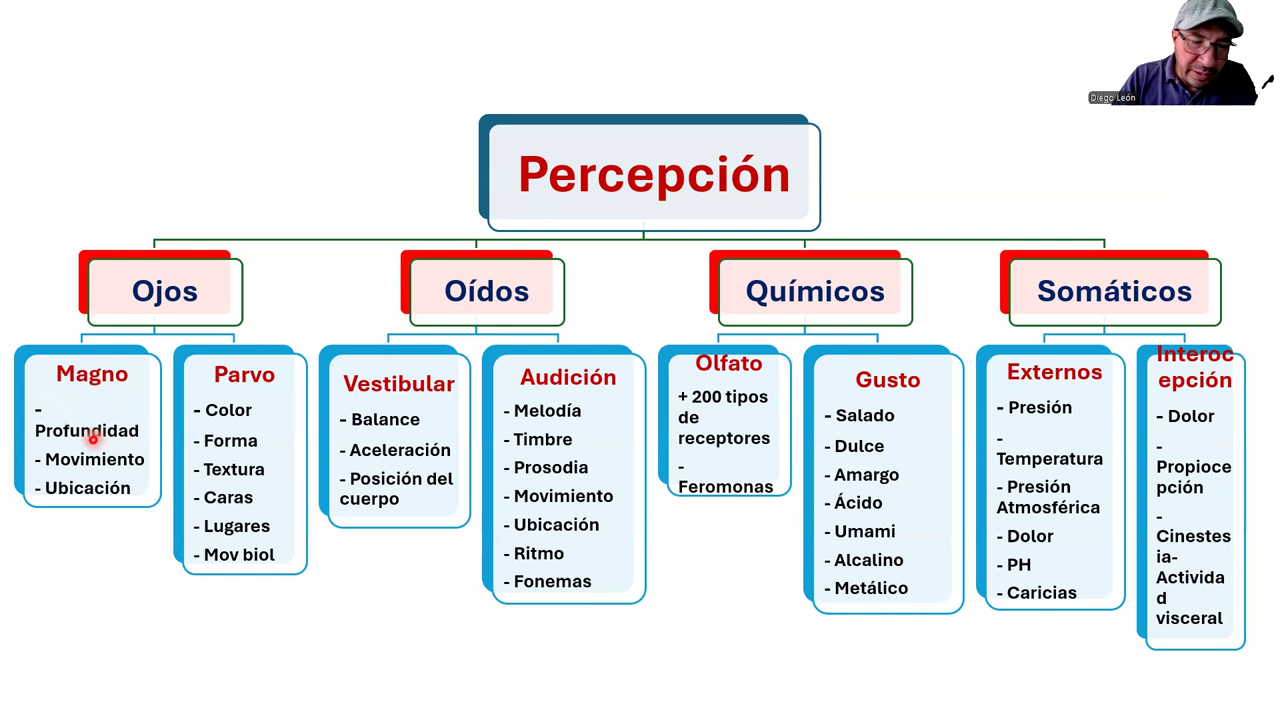 Diego León
Percepción
Ojos
Oídos
Químicos
Somáticos
Magno
-
Profundidad
- Movimiento
- Ubicación
Parvo
- Color
- Forma
- Textura
- Caras
- Lugares
- Mov biol
Vestibular
- Balance
- Aceleración
- Posición del
cuerpo
Audición
- Melodía
- Timbre
- Prosodia
- Movimiento
- Ubicación
- Ritmo
- Fonemas
Olfato
+ 200 tipos
de
receptores
-
Feromonas
Gusto
- Salado
- Dulce
- Amargo
- Ácido
- Umami
- Alcalino
- Metálico
Externos
- Presión
-
Temperatura
- Presión
Atmosférica
- Dolor
- PH
- Caricias
Interoc
epción
- Dolor
-
Propioce
pción
-
Cinestes
ia-
Activida
d
visceral